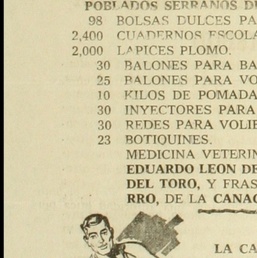 POBLADOS SERRANOS
98 BOLSAS DULCES PA
2,400 CUADERNOS ESCOLA
2,000 LAPICES PLOMO.
30 BALONES PARA BA
25 BALONES PARA VO
10 KILOS DE POMADA
30 INYECTORES PARA
30 REDES PARA VOLIE
23 BOTIQUINES.
MEDICINA VETERIN
EDUARDO LEON DE
DEL TORO, Y FRAS
RRO, DE LA CANAC
LA CA